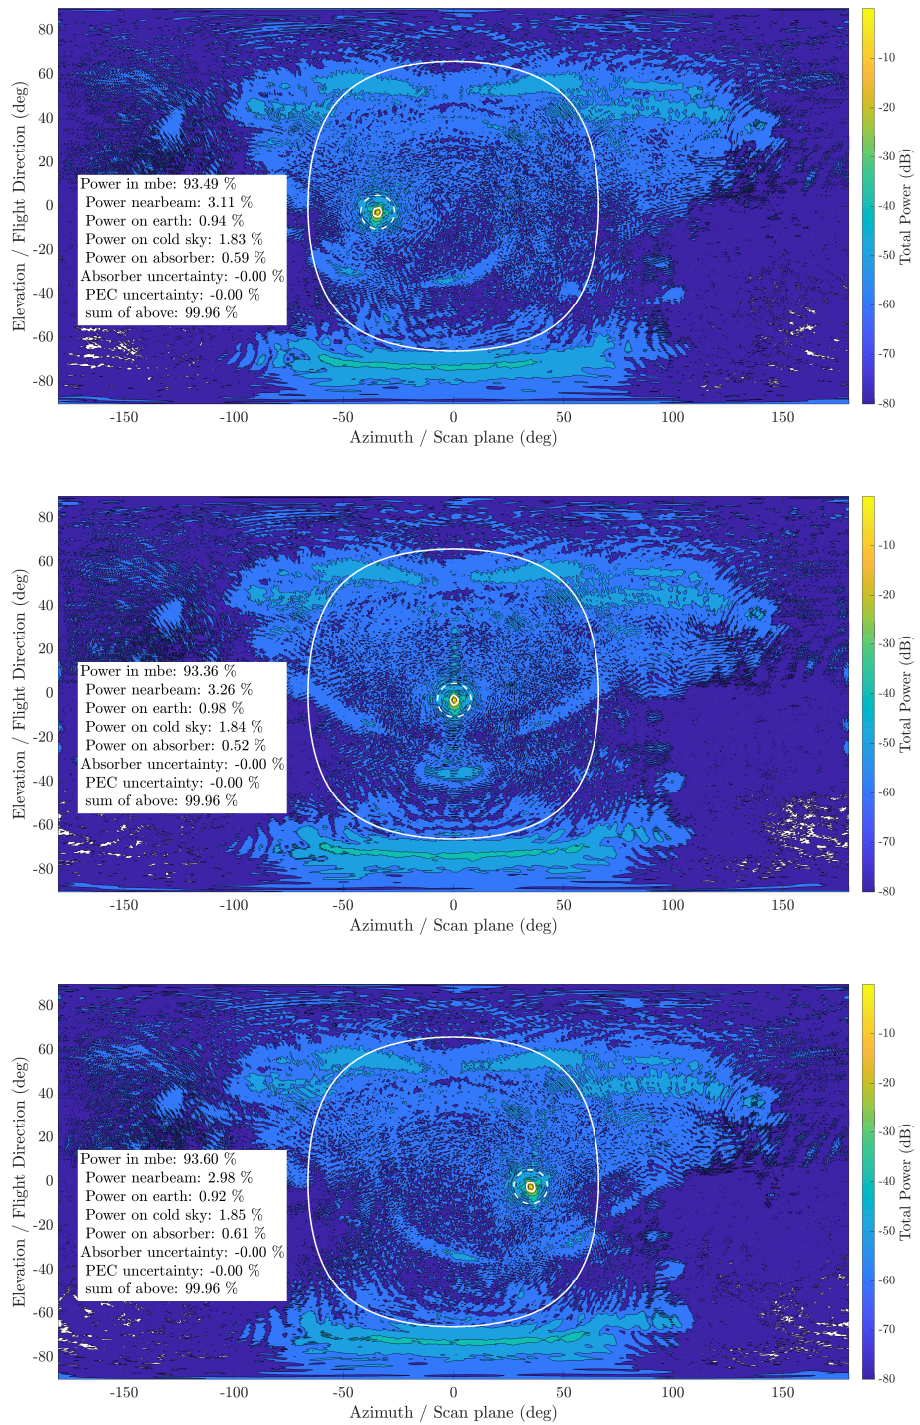 80
60
40
20
0
-20
-40
-60
-80
Elevation / Flight Direction (deg)
Power in mbe: 93.49 %
Power nearbeam: 3.11 %
Power on earth: 0.94 %
Power on cold sky: 1.83 %
Power on absorber: 0.59 %
Absorber uncertainty: -0.00 %
PEC uncertainty: -0.00 %
sum of above: 99.96 %
-150 -100 -50 0 50 100 150
Azimuth / Scan plane (deg)
-10
-20
-30
-40
-50
-60
-70
-80
Total Power (dB)
80
60
40
20
0
-20
-40
-60
-80
Elevation / Flight Direction (deg)
Power in mbe: 93.36 %
Power nearbeam: 3.26 %
Power on earth: 0.98 %
Power on cold sky: 1.84 %
Power on absorber: 0.52 %
Absorber uncertainty: -0.00 %
PEC uncertainty: -0.00 %
sum of above: 99.96 %
-150 -100 -50 0 50 100 150
Azimuth / Scan plane (deg)
-10
-20
-30
-40
-50
-60
-70
-80
Total Power (dB)
80
60
40
20
0
-20
-40
-60
-80
Elevation / Flight Direction (deg)
Power in mbe: 93.60 %
Power nearbeam: 2.98 %
Power on earth: 0.92 %
Power on cold sky: 1.85 %
Power on absorber: 0.61 %
Absorber uncertainty: -0.00 %
PEC uncertainty: -0.00 %
sum of above: 99.96 %
-150 -100 -50 0 50 100 150
Azimuth / Scan plane (deg)
-10
-20
-30
-40
-50
-60
-70
-80
Total Power (dB)